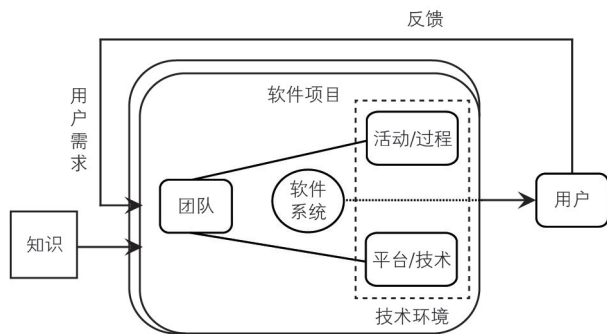 反馈
用户需求
软件项目
活动/过程
团队
软件
系统
用户
知识
平台/技术
技术环境